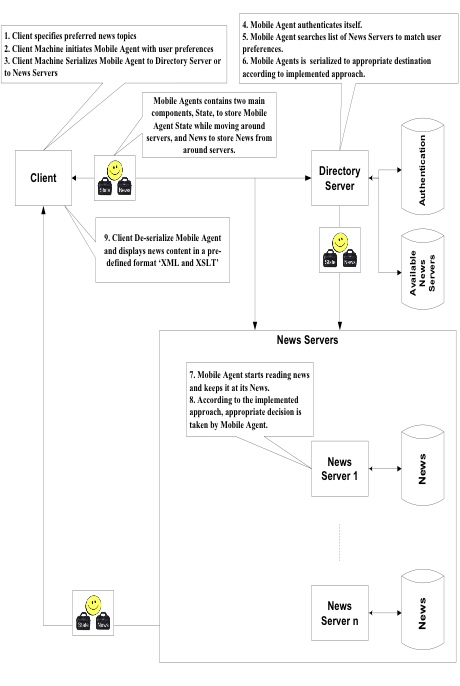 1. Client specifies preferred news topics
2. Client Machine initiates Mobile Agent with user preferences
3. Client Machine Serializes Mobile Agent to Directory Server or
to News Servers
4. Mobile Agent authenticates itself.
5. Mobile Agent searches list of News Servers to match user
preferences.
6. Mobile Agents is serialized to appropriate destination
according to implemented approach.
Mobile Agents contains two main
components, State, to store Mobile
Agent State while moving around
servers, and News to store News from
around servers.
Client
State
News
Directory
Server
Authentication
9. Client De-serialize Mobile Agent
and displays news content in a pre-
defined format ‘XML and XSLT’
State
News
Available
News
Servers
News Servers
7. Mobile Agent starts reading news
and keeps it at its News.
8. According to the implemented
approach, appropriate decision is
taken by Mobile Agent.
News
Server 1
News
State
News
News
Server n
News